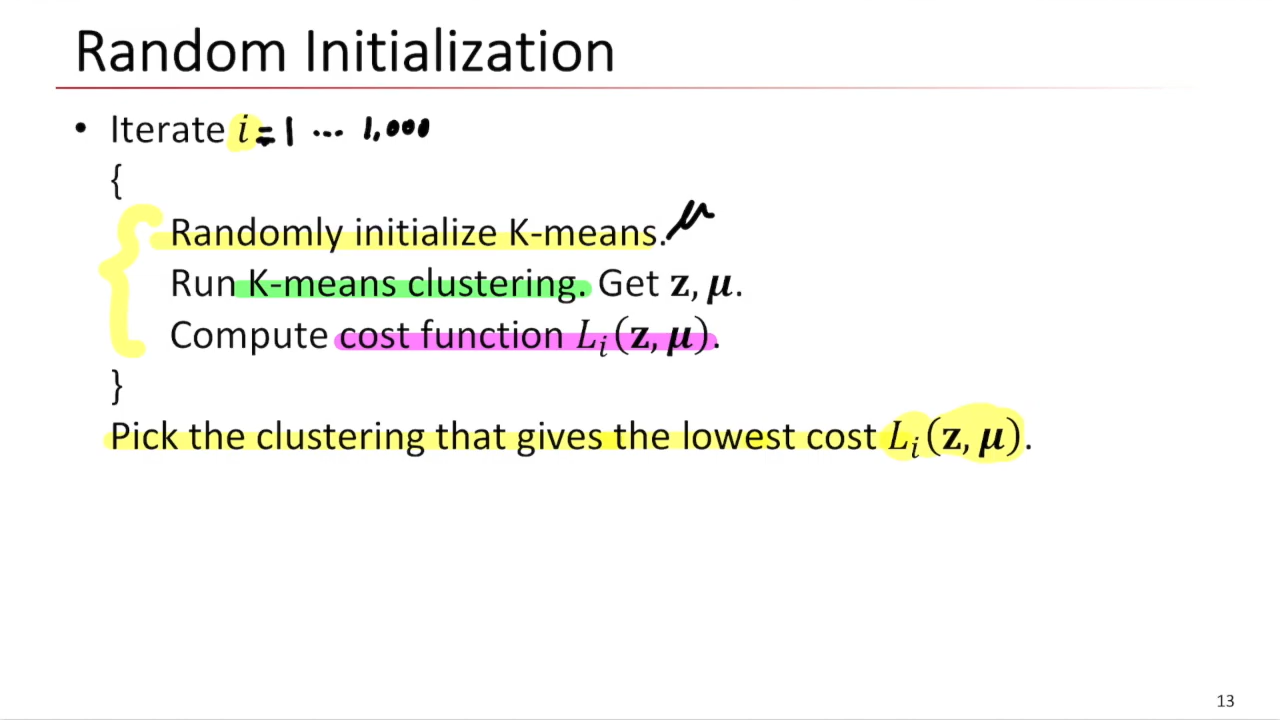 Random Initialization
• Iterate i = 1 ... 1,000
{
Randomly initialize K-means. μ
Run K-means clustering. Get z, μ.
Compute cost function Lᵢ(z, μ).
}
Pick the clustering that gives the lowest cost Lᵢ(z, μ).
13